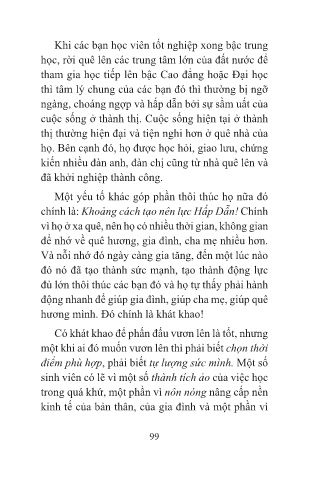 Khi các bạn học viên tốt nghiệp xong bậc trung
học, rời quê lên các trung tâm lớn của đất nước để
tham gia học tiếp lên bậc Cao đẳng hoặc Đại học
thì tâm lý chung của các bạn đó thì thường bị ngỡ
ngàng, choáng ngợp và hấp dẫn bởi sự sầm uất của
cuộc sống ở thành thị. Cuộc sống hiện tại ở thành
thị thường hiện đại và tiện nghi hơn ở quê nhà của
họ. Bên cạnh đó, họ được học hỏi, giao lưu, chứng
kiến nhiều đàn anh, đàn chị cũng từ nhà quê lên và
đã khởi nghiệp thành công.
Một yếu tố khác góp phần thôi thúc họ nữa đó
chính là: Khoảng cách tạo nên lực Hấp Dẫn! Chính
vì họ ở xa quê, nên họ có nhiều thời gian, không gian
để nhớ về quê hương, gia đình, cha mẹ nhiều hơn.
Và nỗi nhớ đó ngày càng gia tăng, đến một lúc nào
đó nó đã tạo thành sức mạnh, tạo thành động lực
đủ lớn thôi thúc các bạn đó và họ tự thấy phải hành
động nhanh để giúp gia đình, giúp cha mẹ, giúp quê
hương mình. Đó chính là khát khao!
Có khát khao để phấn đấu vươn lên là tốt, nhưng
một khi ai đó muốn vươn lên thì phải biết chọn thời
điểm phù hợp, phải biết tự lượng sức mình. Một số
sinh viên có lẽ vì một số thành tích ảo của việc học
trong quá khứ, một phần vì nôn nóng nâng cấp nền
kinh tế của bản thân, của gia đình và một phần vì
99